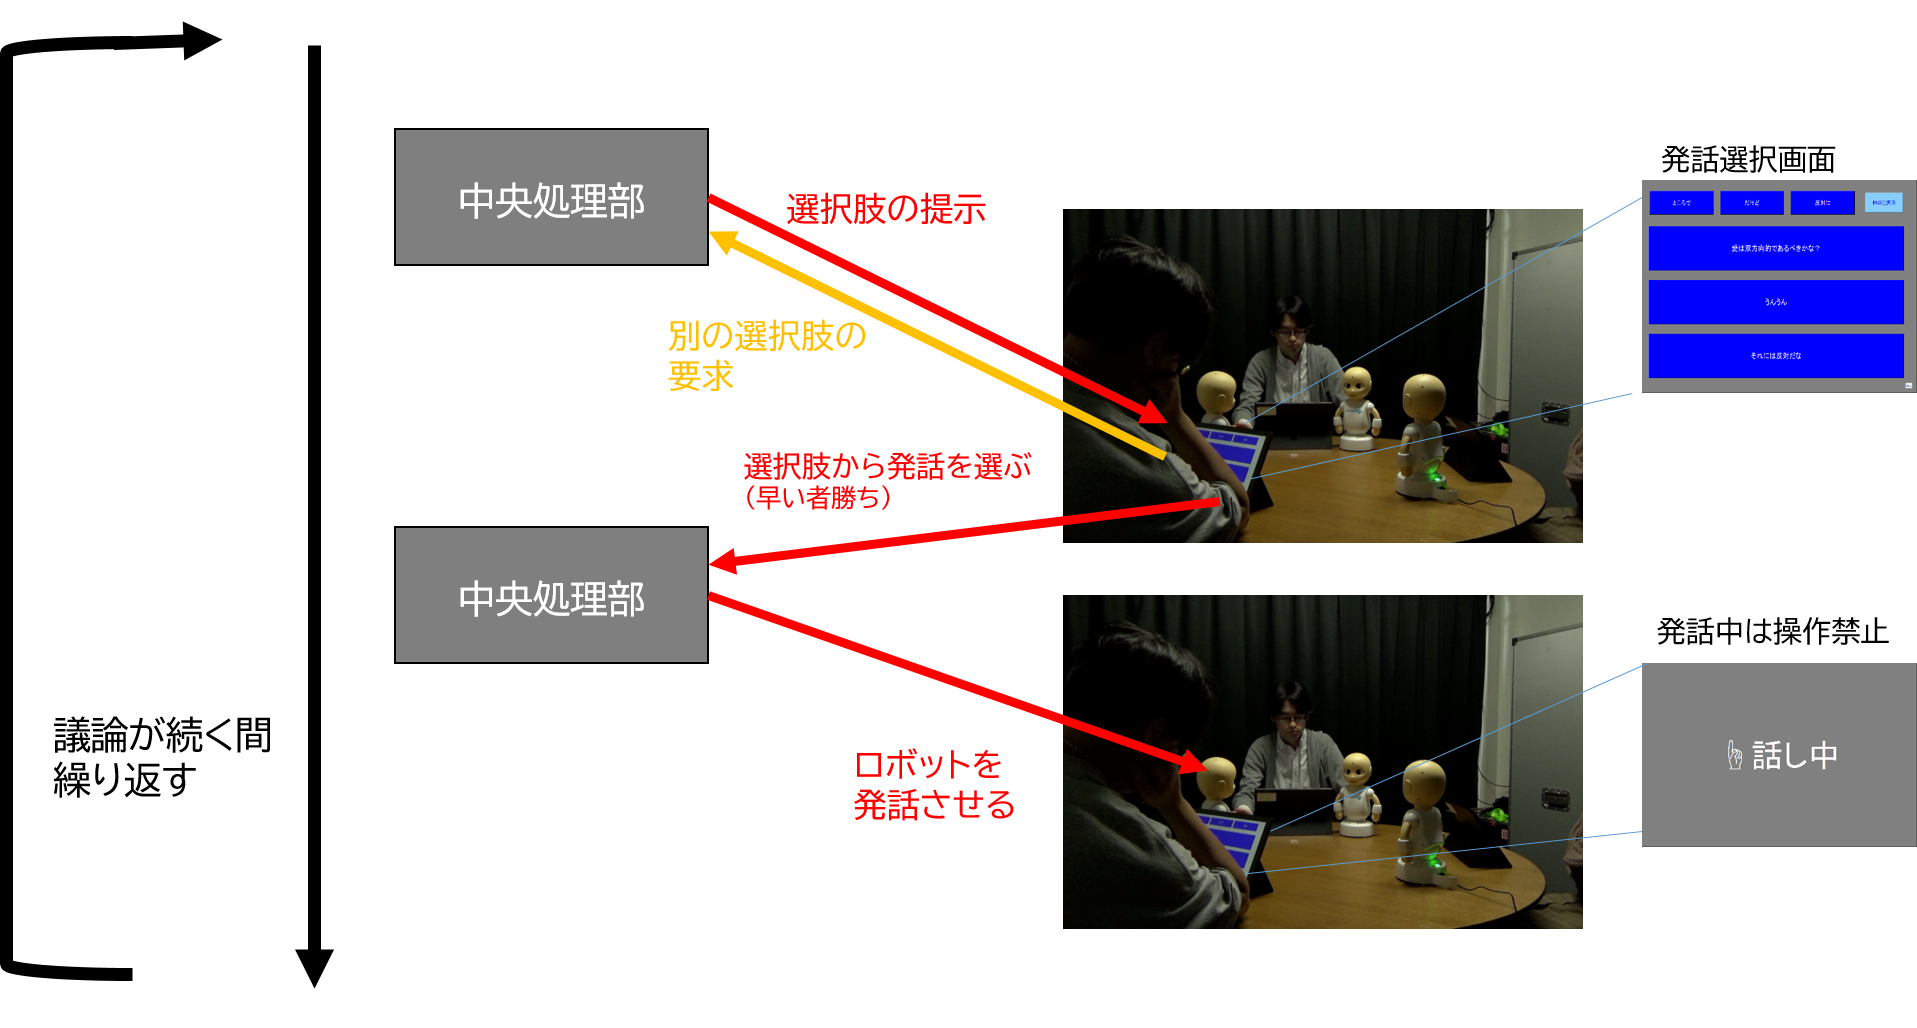 中央処理部
選択肢の提示
別の選択肢の
要求
選択肢から発話を選ぶ
（早い者勝ち）
中央処理部
ロボットを
発話させる
議論が続く間
繰り返す
発話選択画面
ところで
だけど
反対に
愛は双方向的であるべきかな？
うんうん
それには反対だな
発話中は操作禁止
☝ 話し中